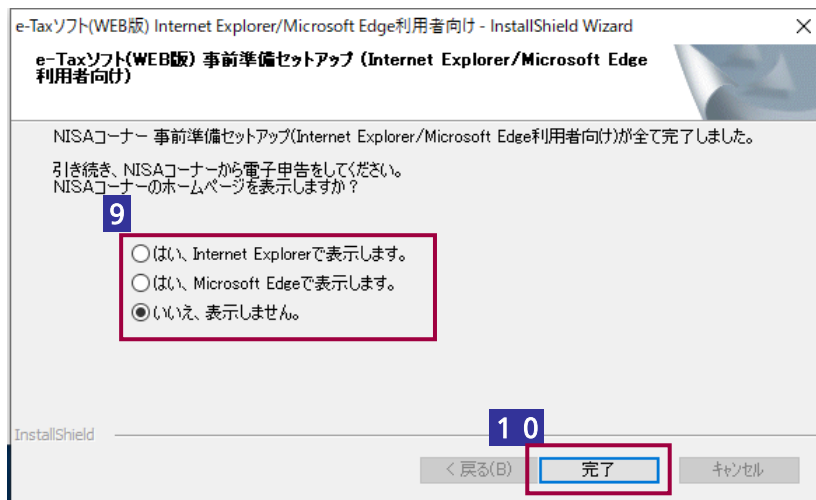 e-Taxソフト(WEB版) Internet Explorer/Microsoft Edge利用者向け - InstallShield Wizard
e-Taxソフト(WEB版) 事前準備セットアップ (Internet Explorer/Microsoft Edge
利用者向け)
NISAコーナー 事前準備セットアップ(Internet Explorer/Microsoft Edge利用者向け)が全て完了しました。
引き続き、NISAコーナーから電子申告をしてください。
NISAコーナーのホームページを表示しますか？
9
はい、Internet Explorerで表示します。
はい、Microsoft Edgeで表示します。
いいえ、表示しません。
InstallShield
１０
< 戻る(B)
完了
キャンセル